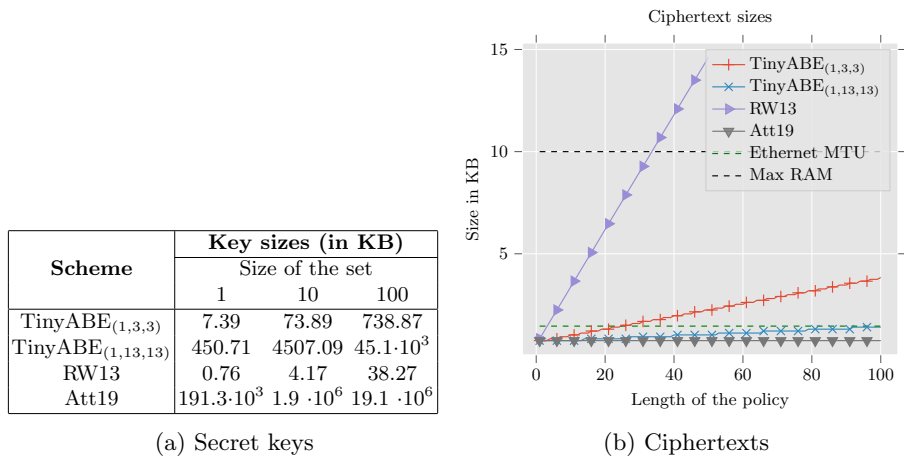 Scheme
Key sizes (in KB)
Size of the set
1 10 100
TinyABE(1,3,3) 7.39 73.89 738.87
TinyABE(1,13,13) 450.71 4507.09 45.1·10³
RW13 0.76 4.17 38.27
Att19 191.3·10³ 1.9 ·10⁶ 19.1 ·10⁶
(a) Secret keys
Ciphertext sizes
15
10
5
Size in KB
TinyABE(1,3,3)
TinyABE(1,13,13)
RW13
Att19
Ethernet MTU
Max RAM
0 20 40 60 80 100
Length of the policy
(b) Ciphertexts